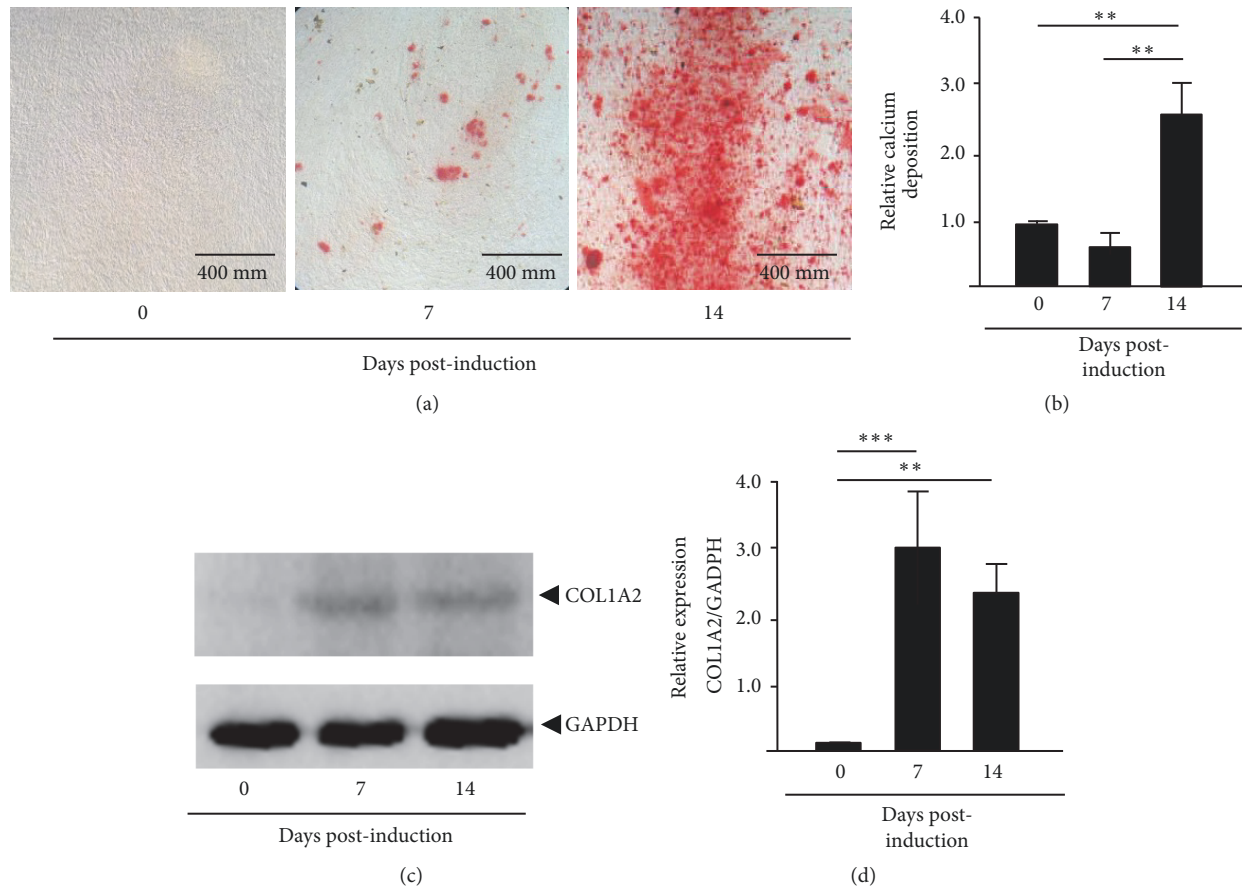 400 mm
400 mm
400 mm
0
7
14
Days post-induction
(a)
4.0
3.0
2.0
1.0
Relative calcium
deposition
**
**
0
7
14
Days post-
induction
(b)
COL1A2
GAPDH
0
7
14
Days post-induction
(c)
***
**
4.0
3.0
2.0
1.0
Relative expression
COL1A2/GADPH
0
7
14
Days post-
induction
(d)